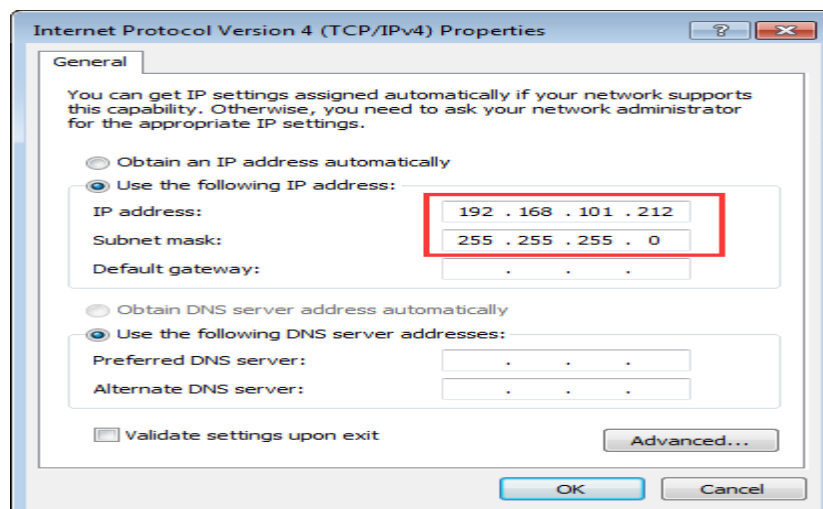 Internet Protocol Version 4 (TCP/IPv4) Properties
General
You can get IP settings assigned automatically if your network supports
this capability. Otherwise, you need to ask your network administrator
for the appropriate IP settings.
Obtain an IP address automatically
Use the following IP address:
IP address: 192 . 168 . 101 . 212
Subnet mask: 255 . 255 . 255 . 0
Default gateway: . . .
Obtain DNS server address automatically
Use the following DNS server addresses:
Preferred DNS server: . . .
Alternate DNS server: . . .
Validate settings upon exit
Advanced...
OK Cancel